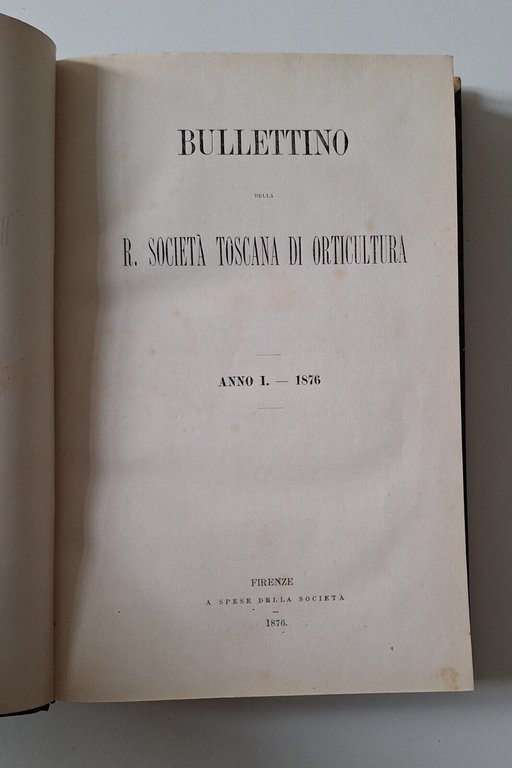 BULLETTINO
DELLA
R. SOCIETÀ TOSCANA DI ORTICULTURA
ANNO I. — 1876
FIRENZE
A SPESE DELLA SOCIETÀ
1876.